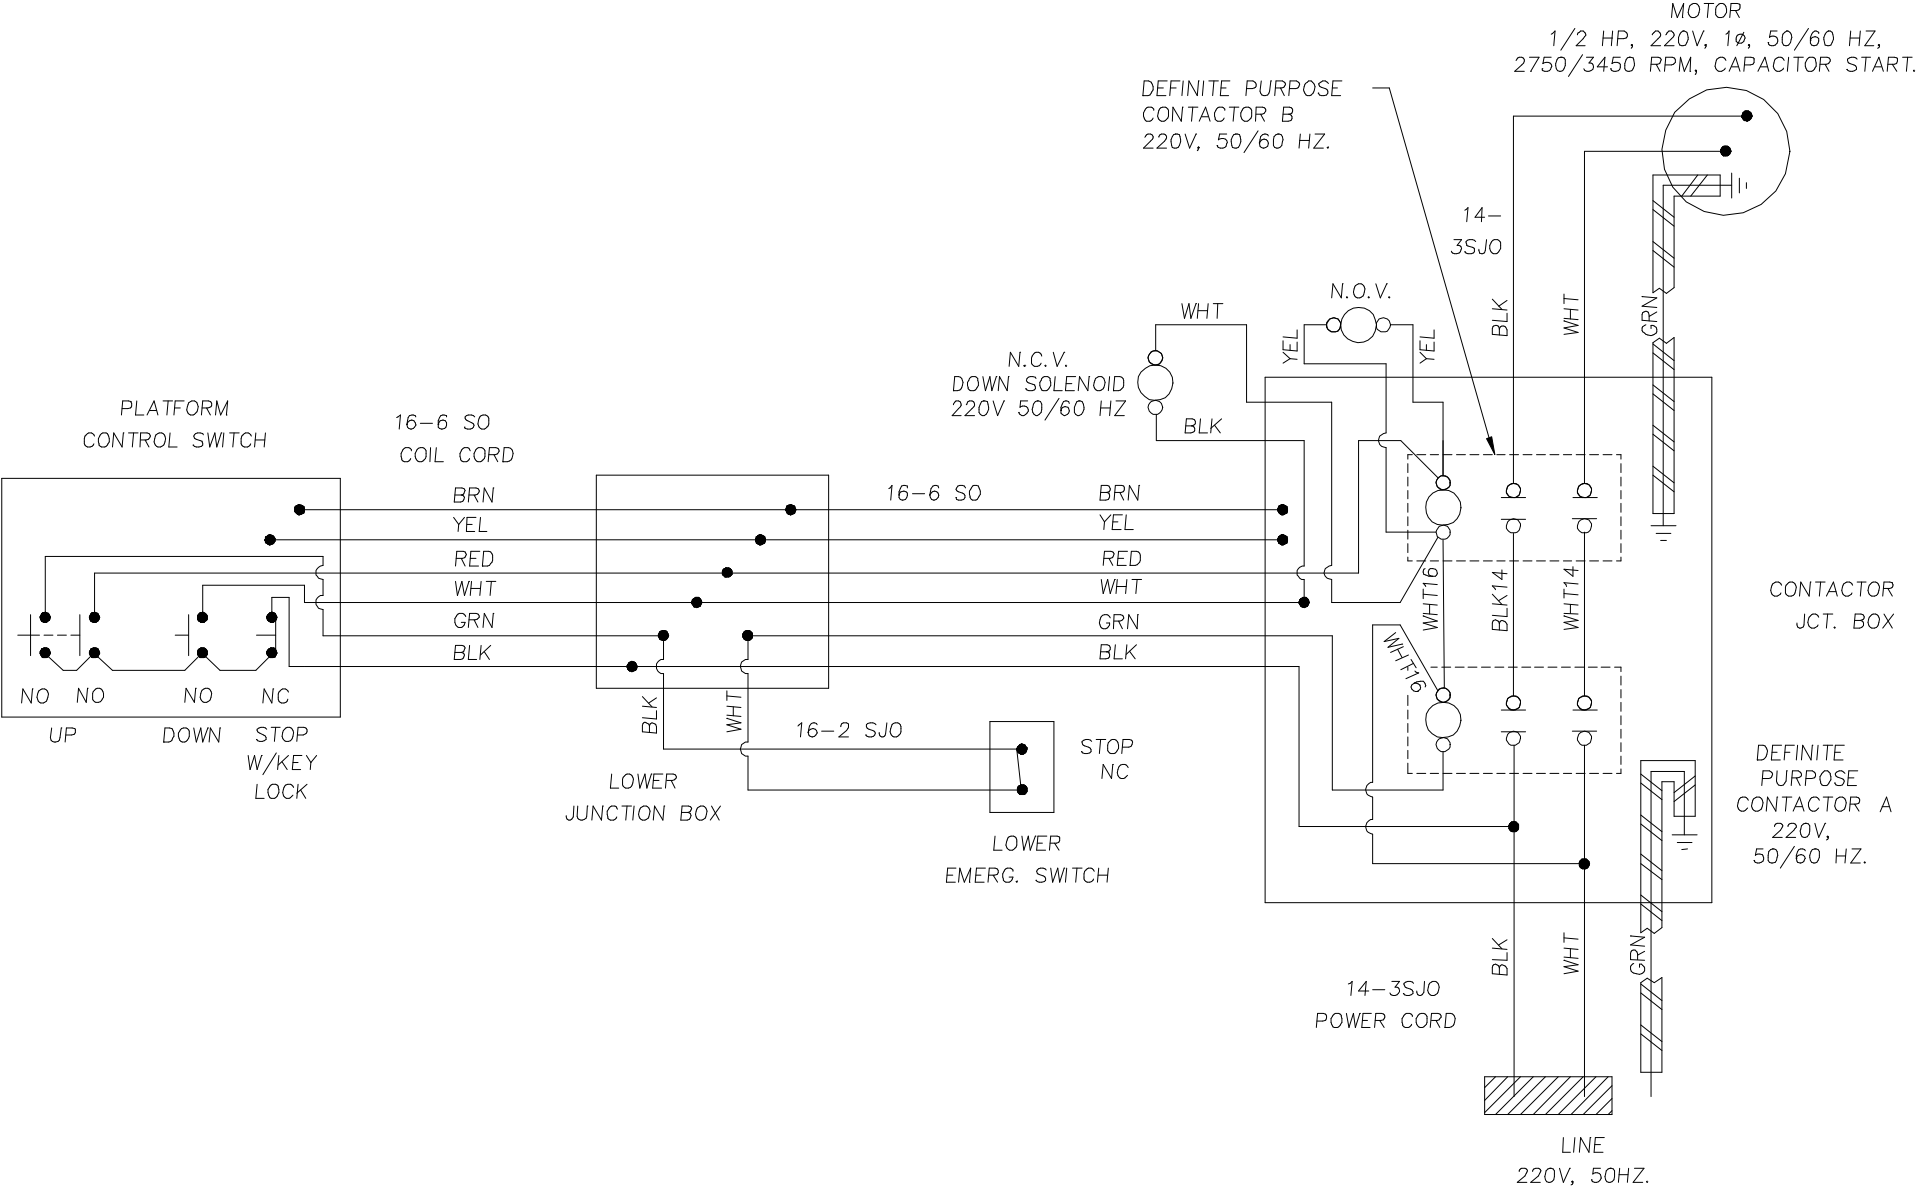 MOTOR
1/2 HP, 220V, 1ø, 50/60 HZ,
2750/3450 RPM, CAPACITOR START.
DEFINITE PURPOSE
CONTACTOR B
220V, 50/60 HZ.
14-
3SJO
BLK
WHT
GRN
N.O.V.
YEL
YEL
WHT
N.C.V.
DOWN SOLENOID
220V 50/60 HZ
BLK
PLATFORM
CONTROL SWITCH
16-6 SO
COIL CORD
BRN
YEL
RED
WHT
GRN
BLK
16-6 SO
BRN
YEL
RED
WHT
GRN
BLK
WHT16
BLK14
WHT14
WHT16
CONTACTOR
JCT. BOX
NO
NO
NO
NC
UP
DOWN
STOP
W/KEY
LOCK
BLK
WHT
16-2 SJO
STOP
NC
LOWER
JUNCTION BOX
LOWER
EMERG. SWITCH
DEFINITE
PURPOSE
CONTACTOR A
220V,
50/60 HZ.
BLK
WHT
GRN
14-3SJO
POWER CORD
LINE
220V, 50HZ.